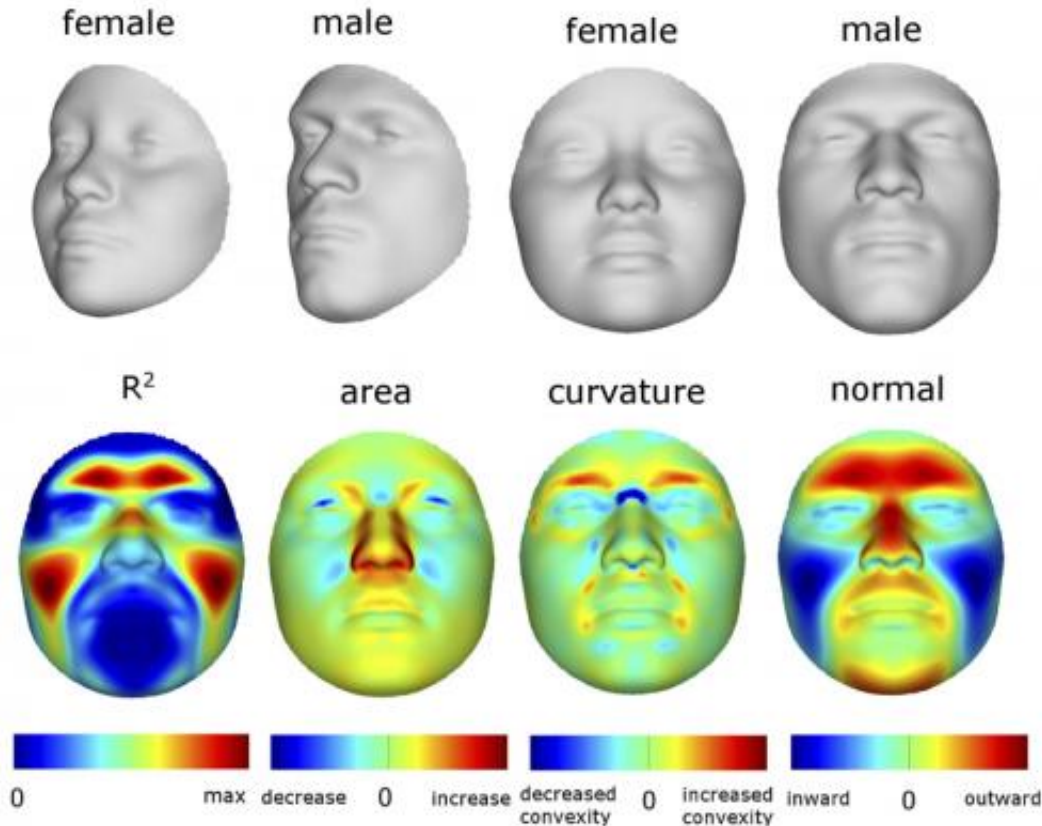 female male female male
R² area curvature normal
0 max decrease 0 increase decreased convexity 0 increased convexity inward 0 outward